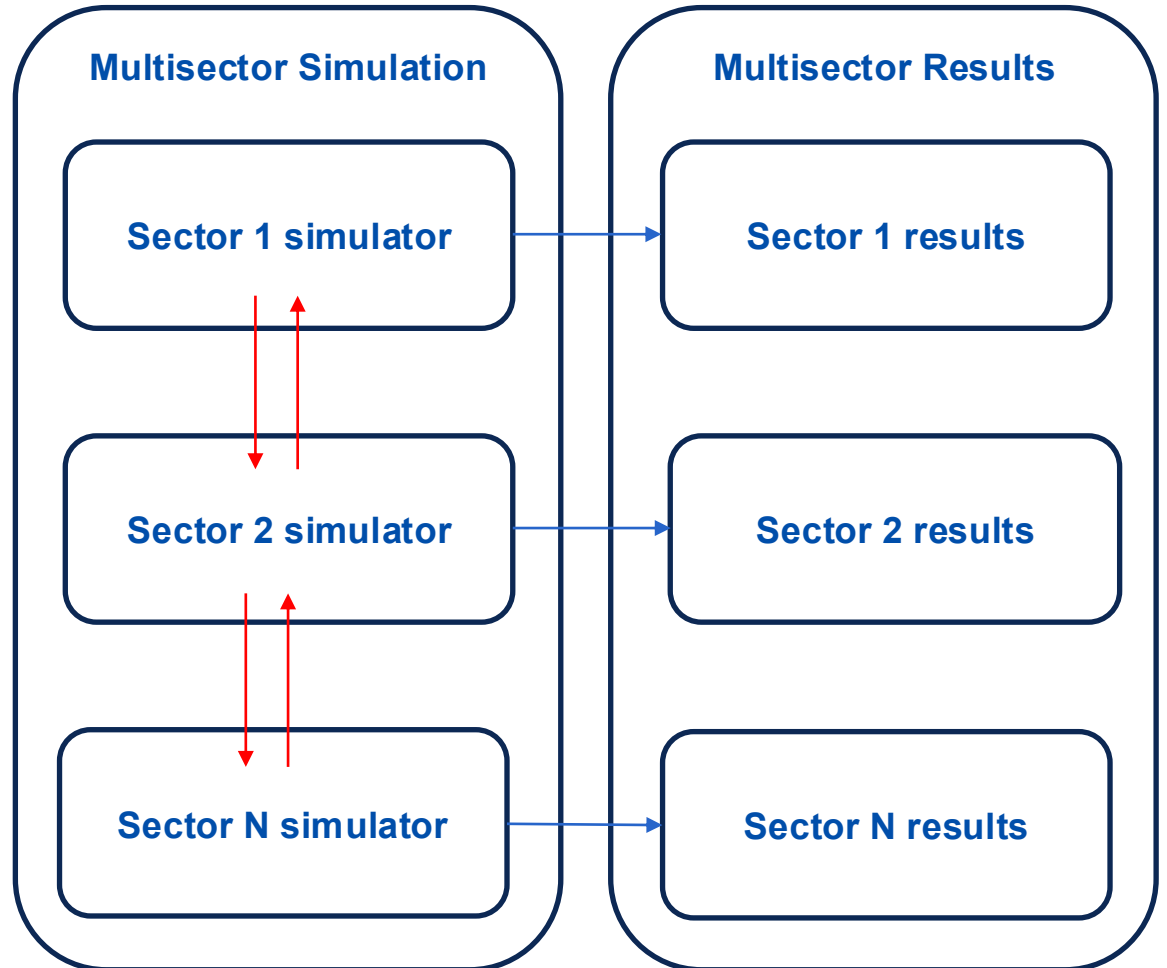 Multisector Simulation
Multisector Results
Sector 1 simulator
Sector 1 results
Sector 2 simulator
Sector 2 results
Sector N simulator
Sector N results